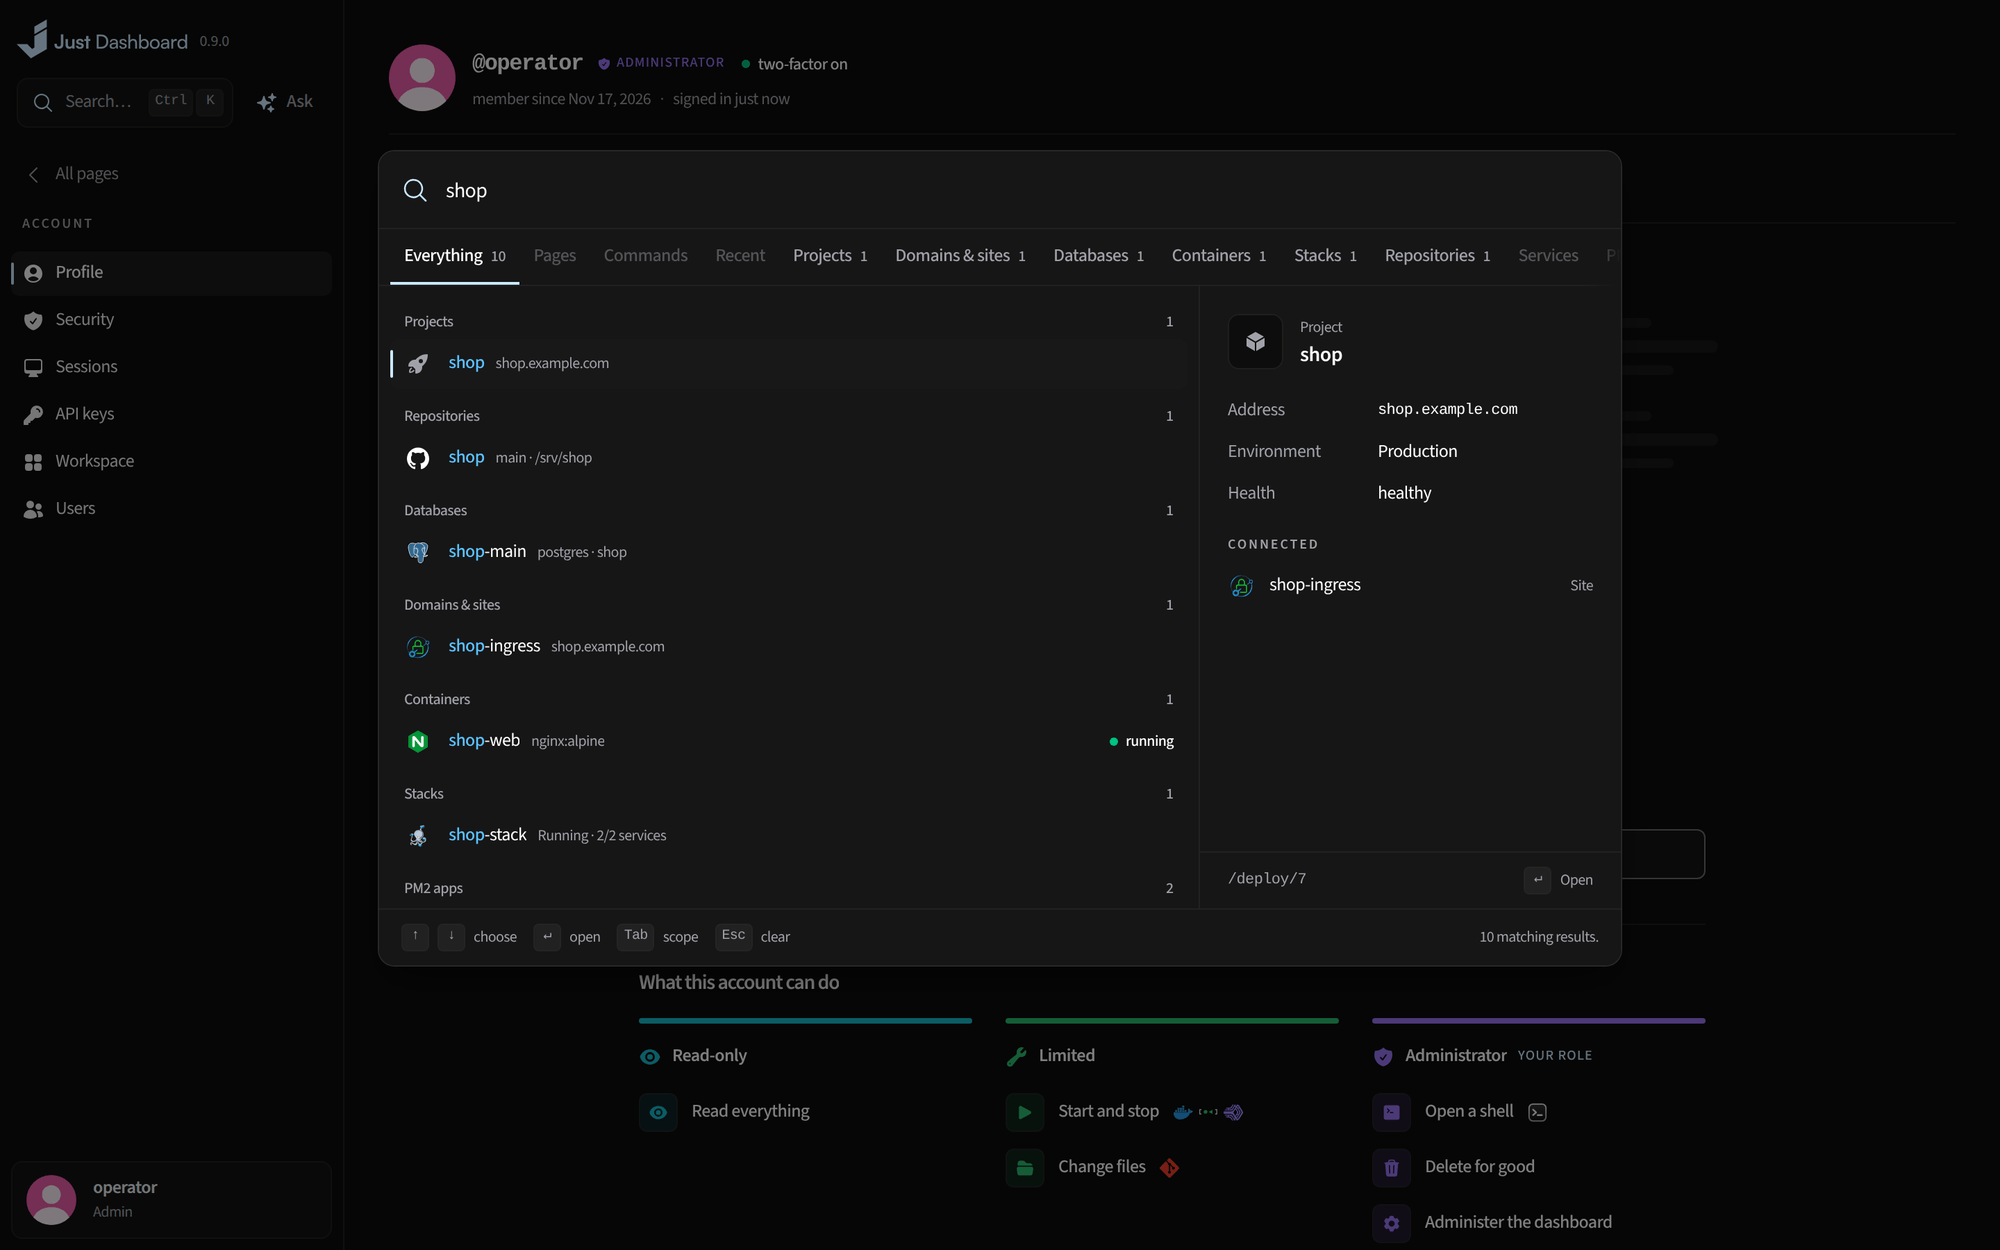 Just Dashboard 0.9.0
Search… Ctrl K Ask
All pages
ACCOUNT
Profile
Security
Sessions
API keys
Workspace
Users
operator
Admin
@operator ADMINISTRATOR two-factor on
member since Nov 17, 2026 · signed in just now
shop
Everything 10 Pages Commands Recent Projects 1 Domains & sites 1 Databases 1 Containers 1 Stacks 1 Repositories 1 Services
Projects 1
shop shop.example.com
Repositories 1
shop main · /srv/shop
Databases 1
shop-main postgres · shop
Domains & sites 1
shop-ingress shop.example.com
Containers 1
shop-web nginx:alpine running
Stacks 1
shop-stack Running · 2/2 services
PM2 apps 2
Project
shop
Address shop.example.com
Environment Production
Health healthy
CONNECTED
shop-ingress Site
/deploy/7 ↵ Open
↑ ↓ choose ↵ open Tab scope Esc clear 10 matching results.
What this account can do
Read-only
Read everything
Limited
Start and stop
Change files
Administrator YOUR ROLE
Open a shell
Delete for good
Administer the dashboard